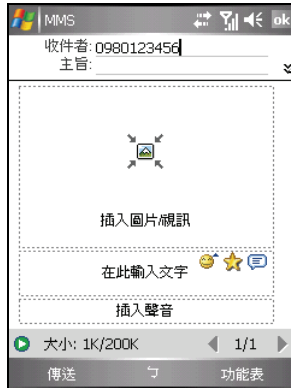 MMS ok
收件者: 0980123456
主旨:
插入圖片/視訊
在此輸入文字
插入聲音
大小: 1K/200K 1/1
傳送 功能表